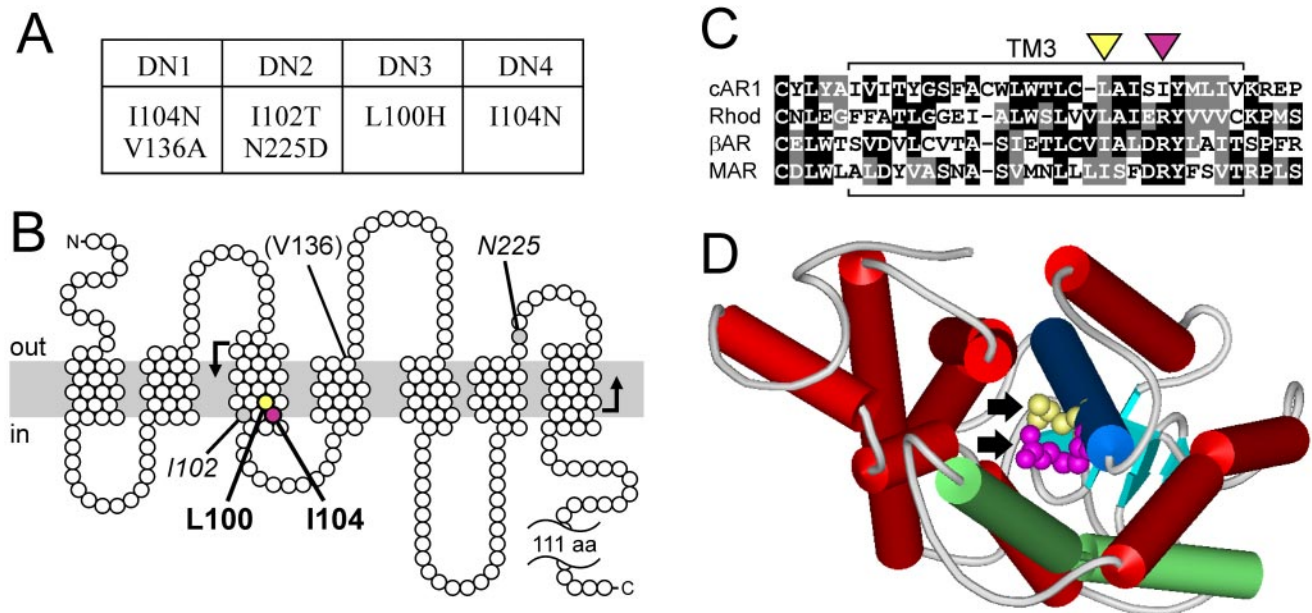 A
DN1 DN2 DN3 DN4
I104N I102T L100H I104N
V136A N225D
B
N
(V136)
N225
out
in
I102
L100 I104
111 aa
C
C
TM3
cAR1 CYLYAIVITYGSFACWLWTLC-LAISIYMLIVKREP
Rhod CNLEGFFATLGGEI-ALWSLVVLAIERYVVVCKPMS
βAR CELWTSVDVLCVTA-SIETLCVIALDRYLAITSPFR
MAR CDLWLALDYVASNA-SVMNLLLISFDRYFSVTRPLS
D